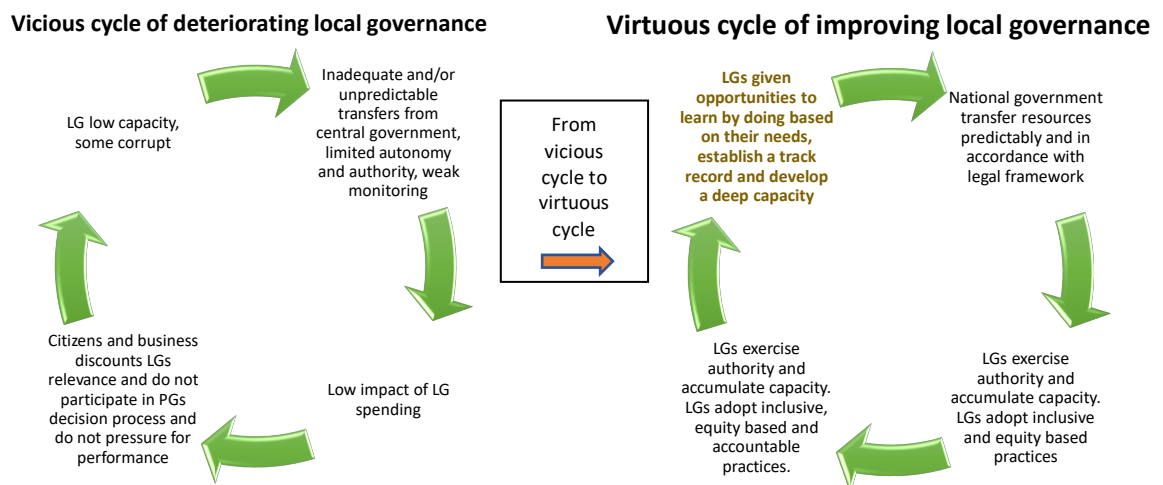 Vicious cycle of deteriorating local governance
LG low capacity,
some corrupt
Inadequate and/or
unpredictable
transfers from
central government,
limited autonomy
and authority, weak
monitoring
Low impact of LG
spending
Citizens and business
discounts LGs
relevance and do not
participate in PGs
decision process and
do not pressure for
performance
From
vicious
cycle to
virtuous
cycle
Virtuous cycle of improving local governance
LGs given
opportunities to
learn by doing based
on their needs,
establish a track
record and develop
a deep capacity
National government
transfer resources
predictably and in
accordance with
legal framework
LGs exercise
authority and
accumulate capacity.
LGs adopt inclusive
and equity based
practices
LGs exercise
authority and
accumulate capacity.
LGs adopt inclusive,
equity based and
accountable
practices.